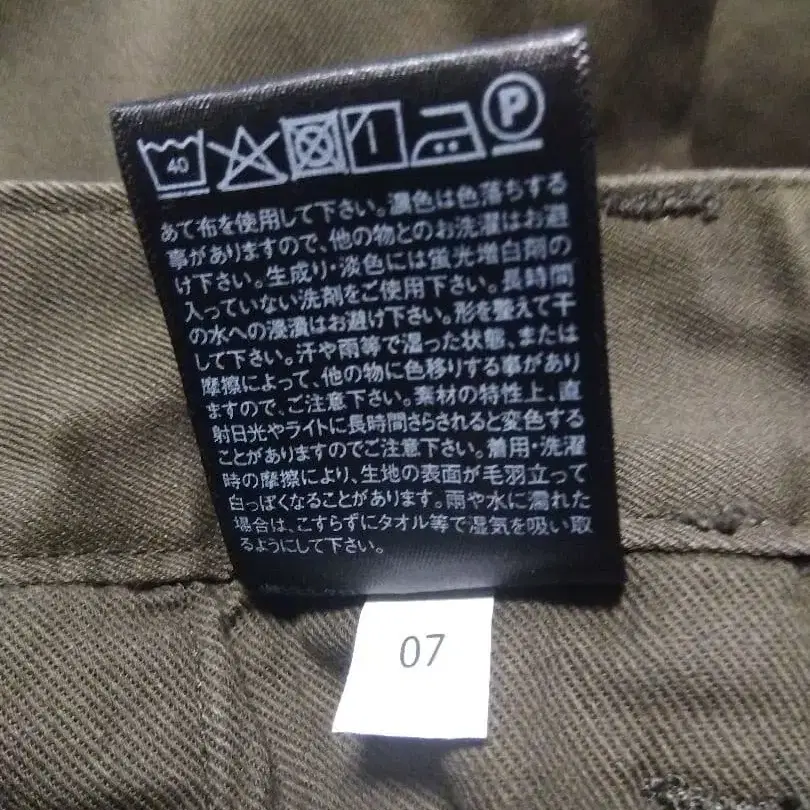 40 P
あて布を使用して下さい。濃色は色落ちする
事がありますので、他の物とのお洗濯はお避
け下さい。生成り・淡色には蛍光増白剤の
入っていない洗剤をご使用下さい。長時間
の水への浸漬はお避け下さい。形を整えて干
して下さい。汗や雨等で湿った状態、または
摩擦によって、他の物に色移りする事があり
ますので、ご注意下さい。素材の特性上、直
射日光やライトに長時間さらされると変色する
ことがありますのでご注意下さい。着用・洗濯
時の摩擦により、生地の表面が毛羽立って
白っぽくなることがあります。雨や水に濡れた
場合は、こすらずにタオル等で湿気を吸い取
るようにして下さい。
07